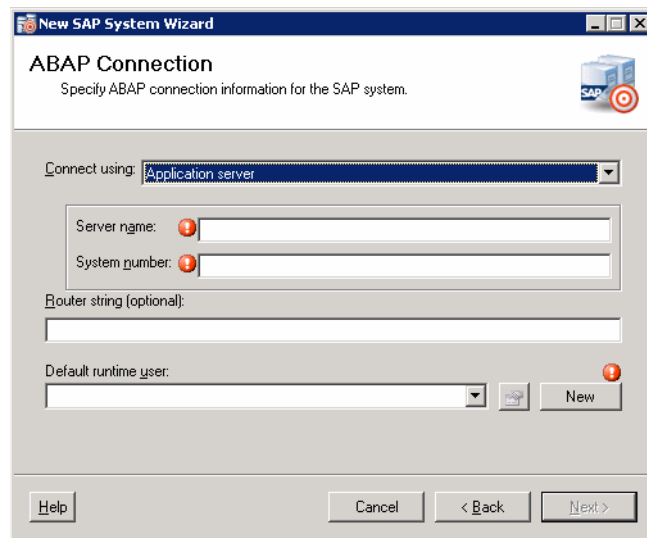 New SAP System Wizard
ABAP Connection
Specify ABAP connection information for the SAP system.
SAP
Connect using: Application server
Server name:
System number:
Router string (optional):
Default runtime user:
New
Help Cancel < Back Next >